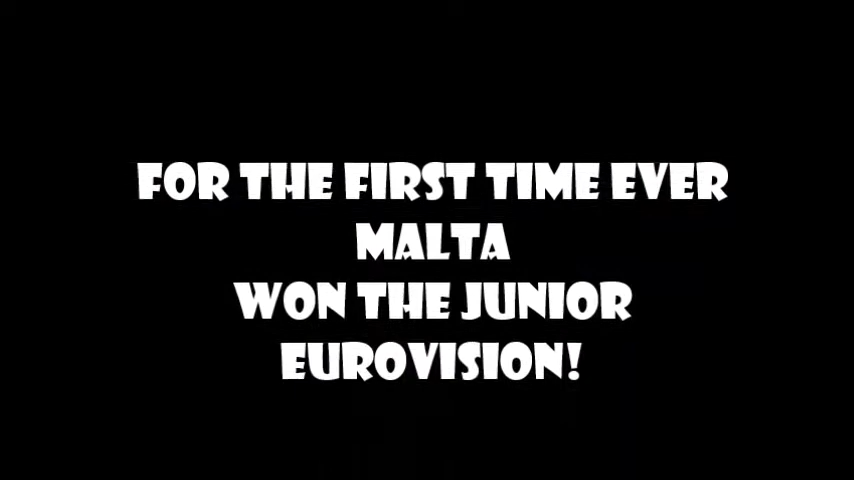 FOR THE FIRST TIME EVER
MALTA
WON THE JUNIOR
EUROVISION!